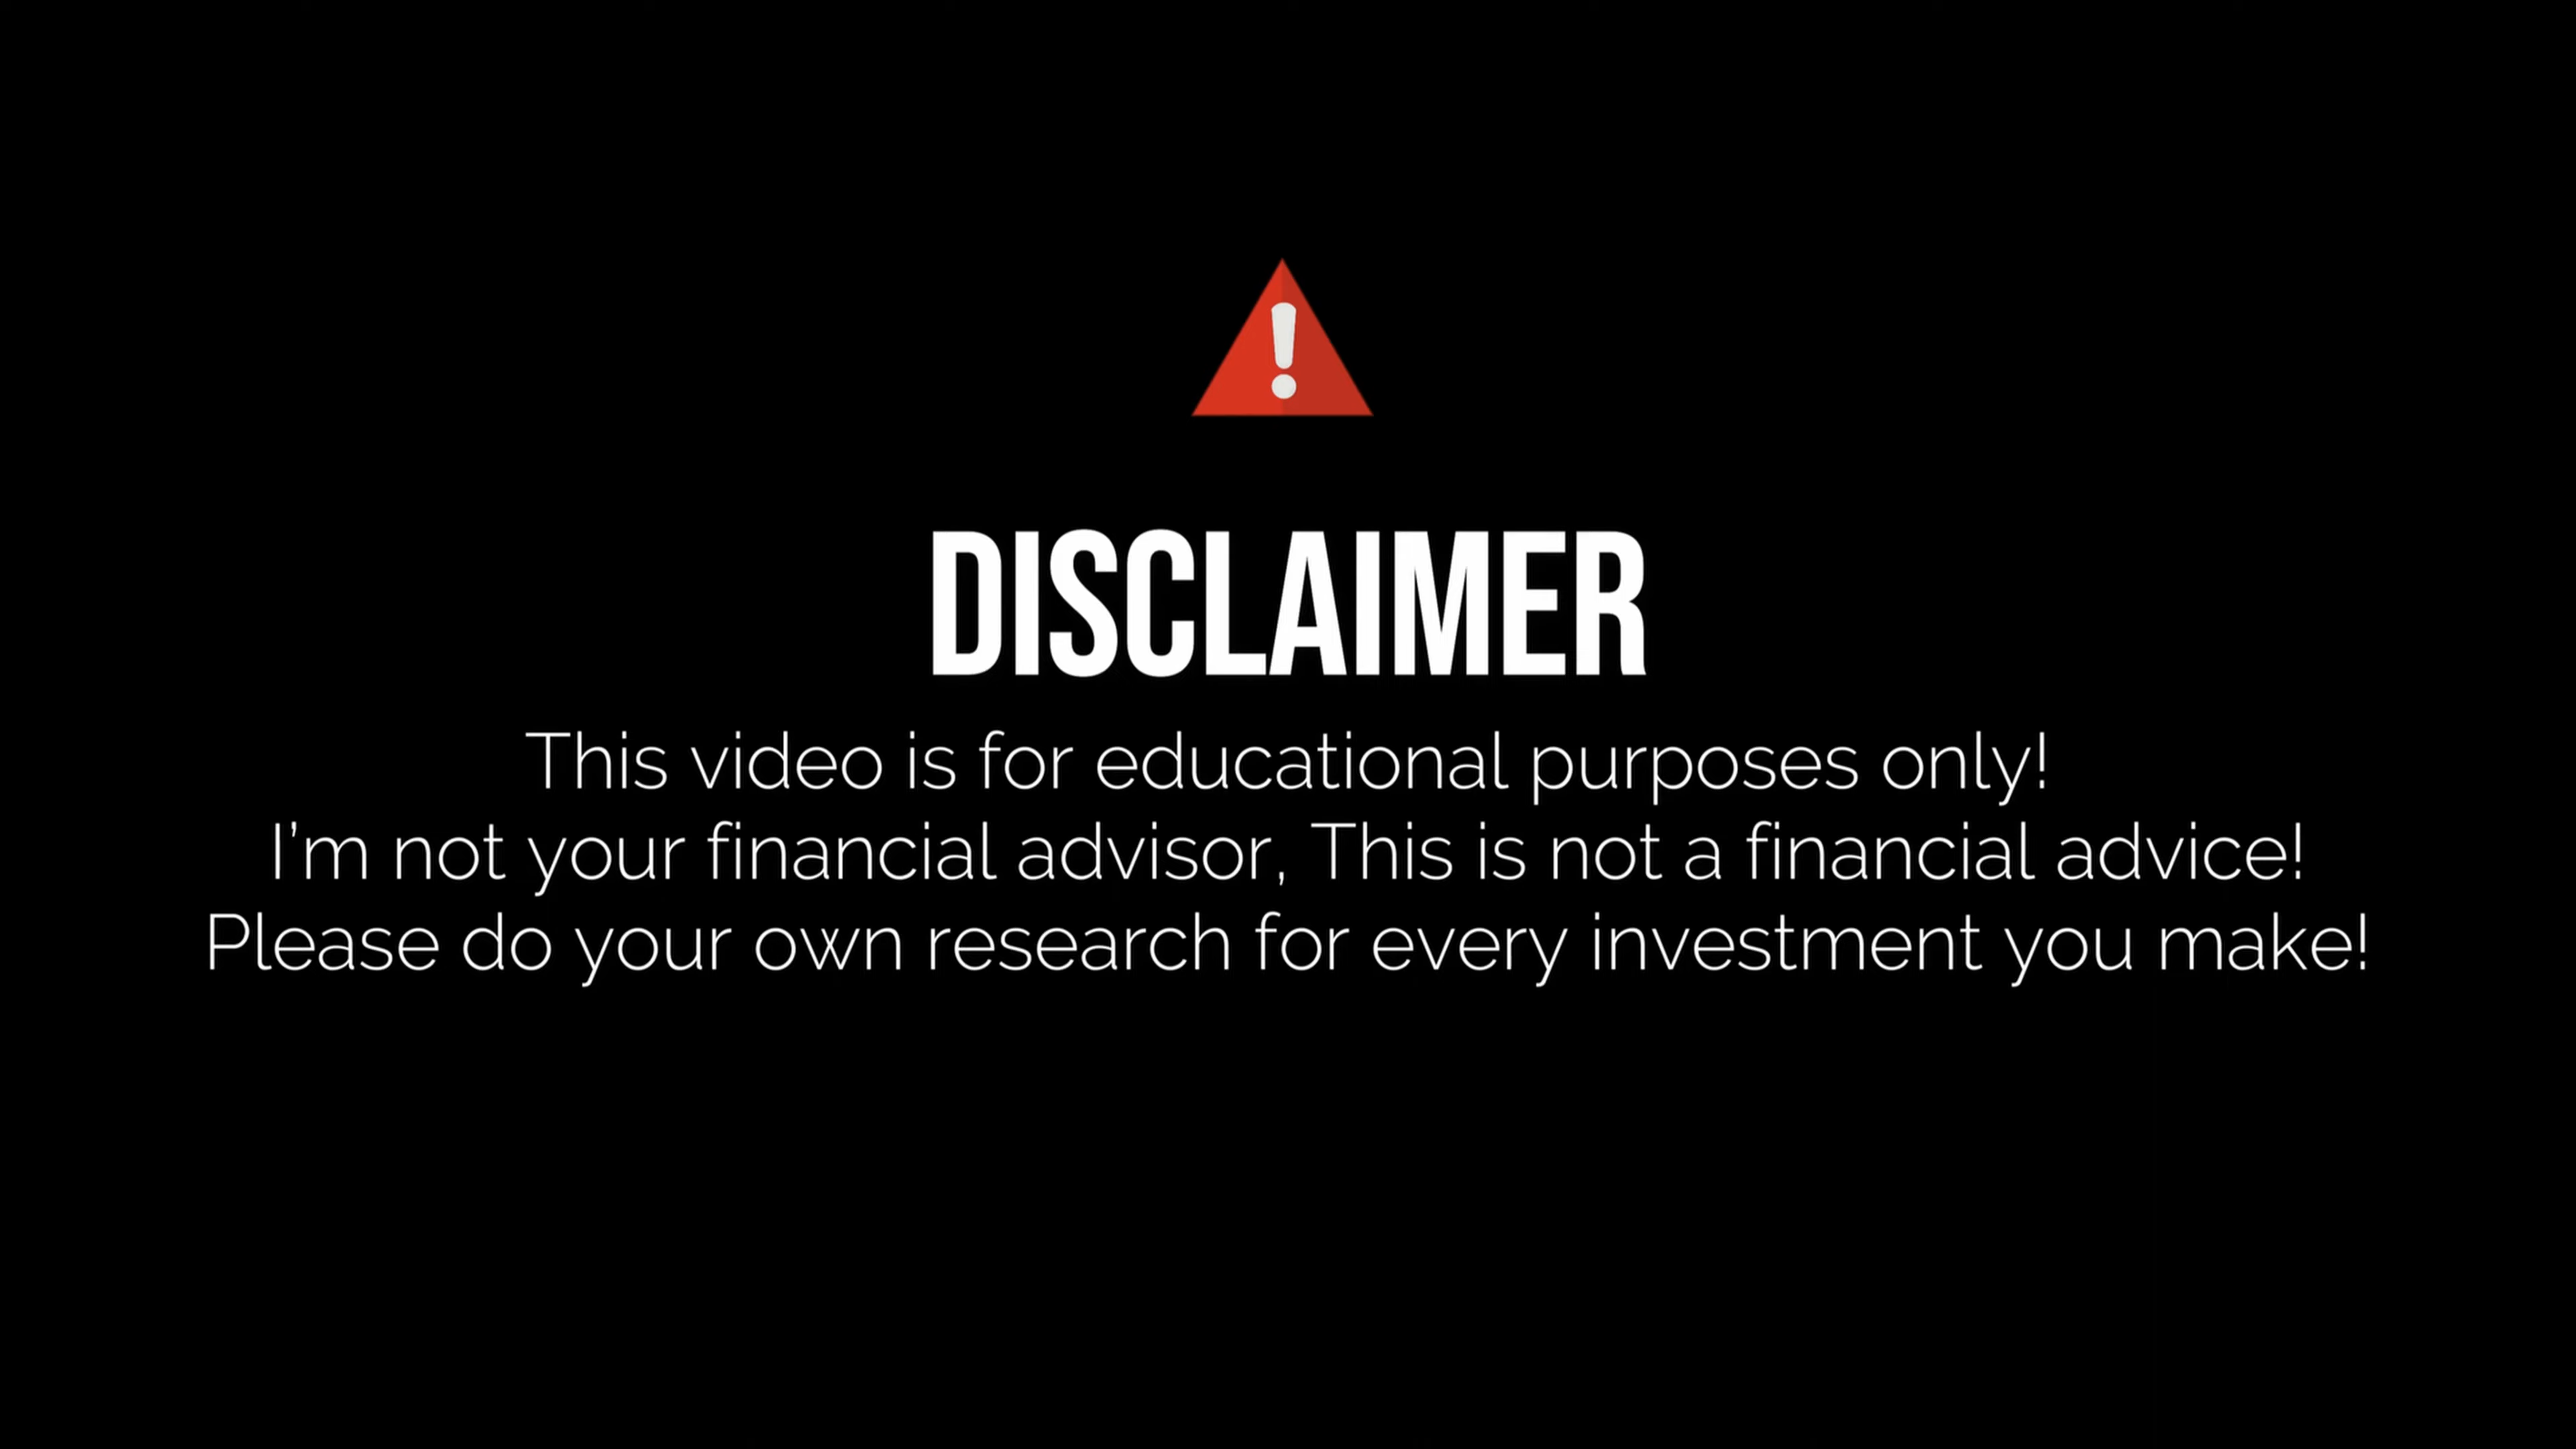 DISCLAIMER
This video is for educational purposes only!
I'm not your financial advisor, This is not a financial advice!
Please do your own research for every investment you make!